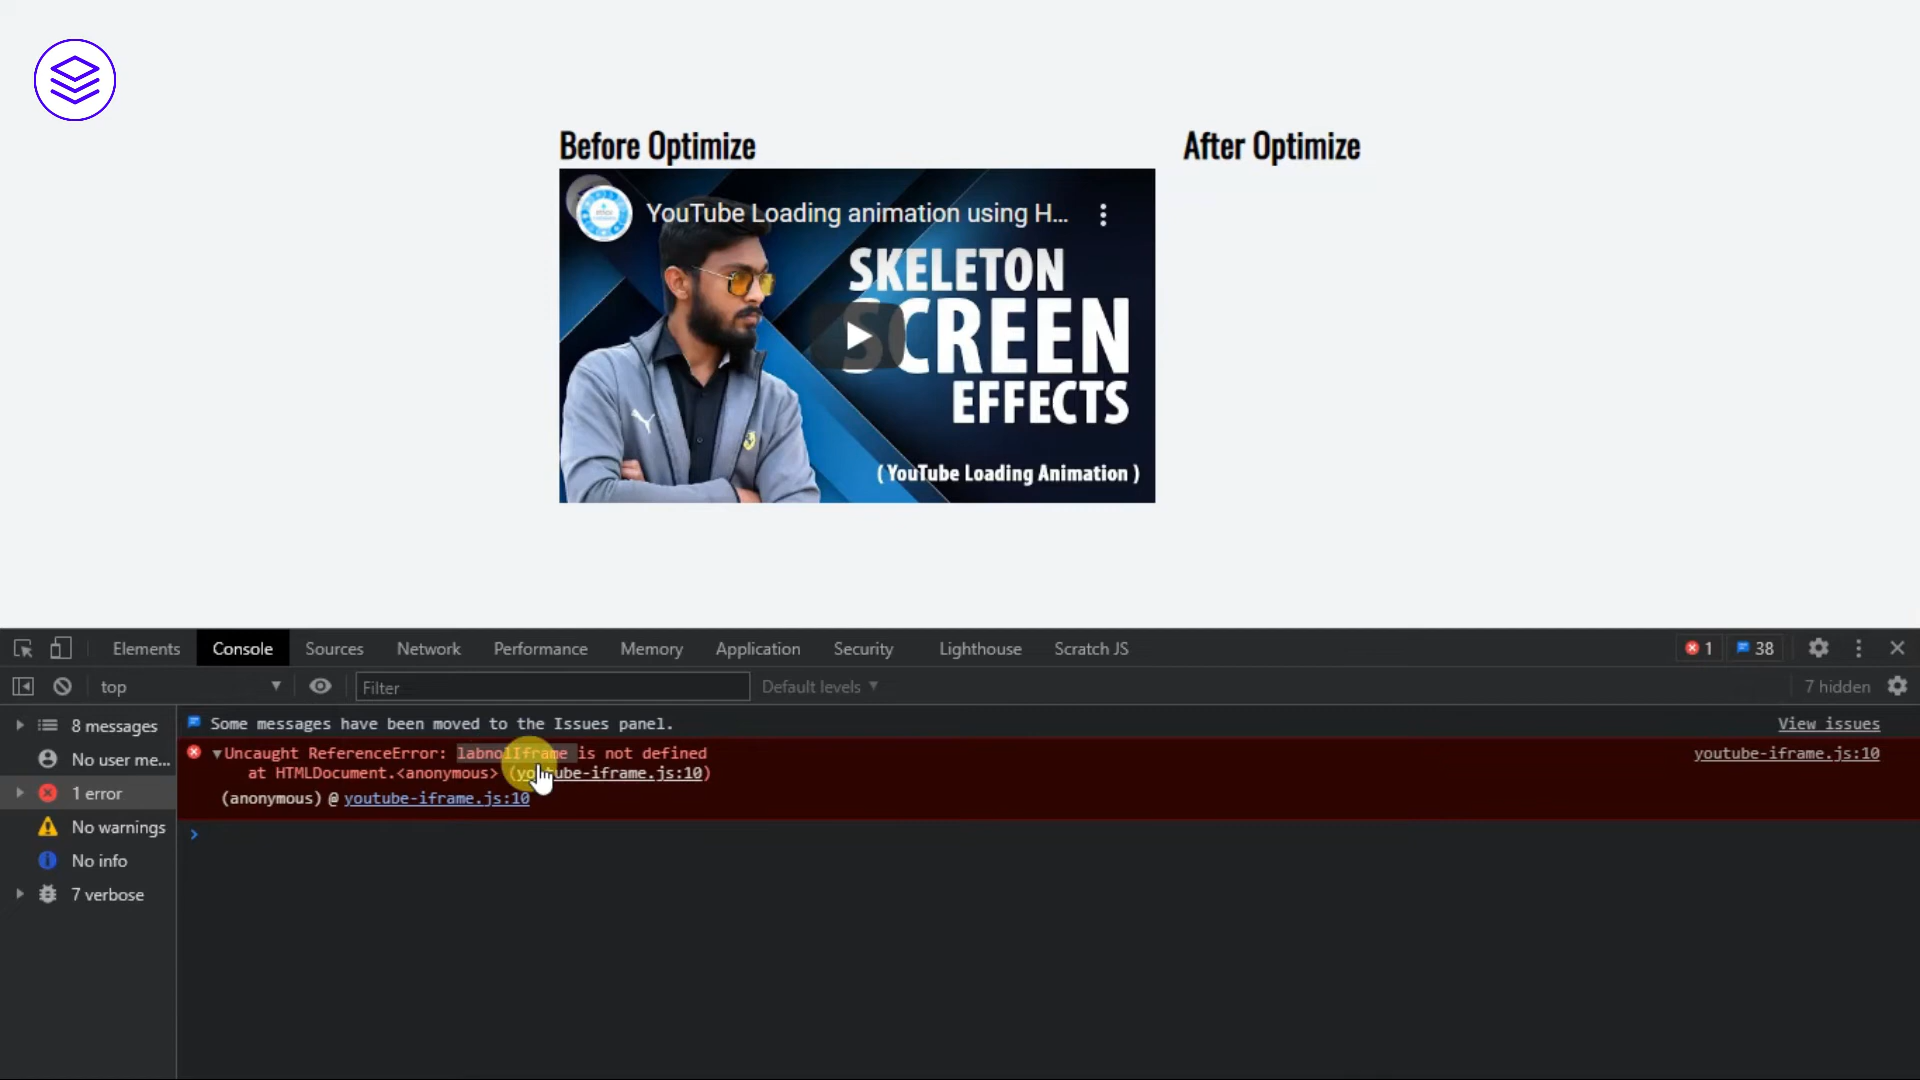 Before Optimize
After Optimize
YouTube Loading animation using H...
SKELETON
SCREEN
EFFECTS
( YouTube Loading Animation )
Elements Console Sources Network Performance Memory Application Security Lighthouse Scratch JS 1 38
top Filter Default levels 7 hidden
8 messages
No user me...
1 error
No warnings
No info
7 verbose
Some messages have been moved to the Issues panel. View issues
Uncaught ReferenceError: labnolIframe is not defined youtube-iframe.js:10
at HTMLDocument.<anonymous> (youtube-iframe.js:10)
(anonymous) @ youtube-iframe.js:10